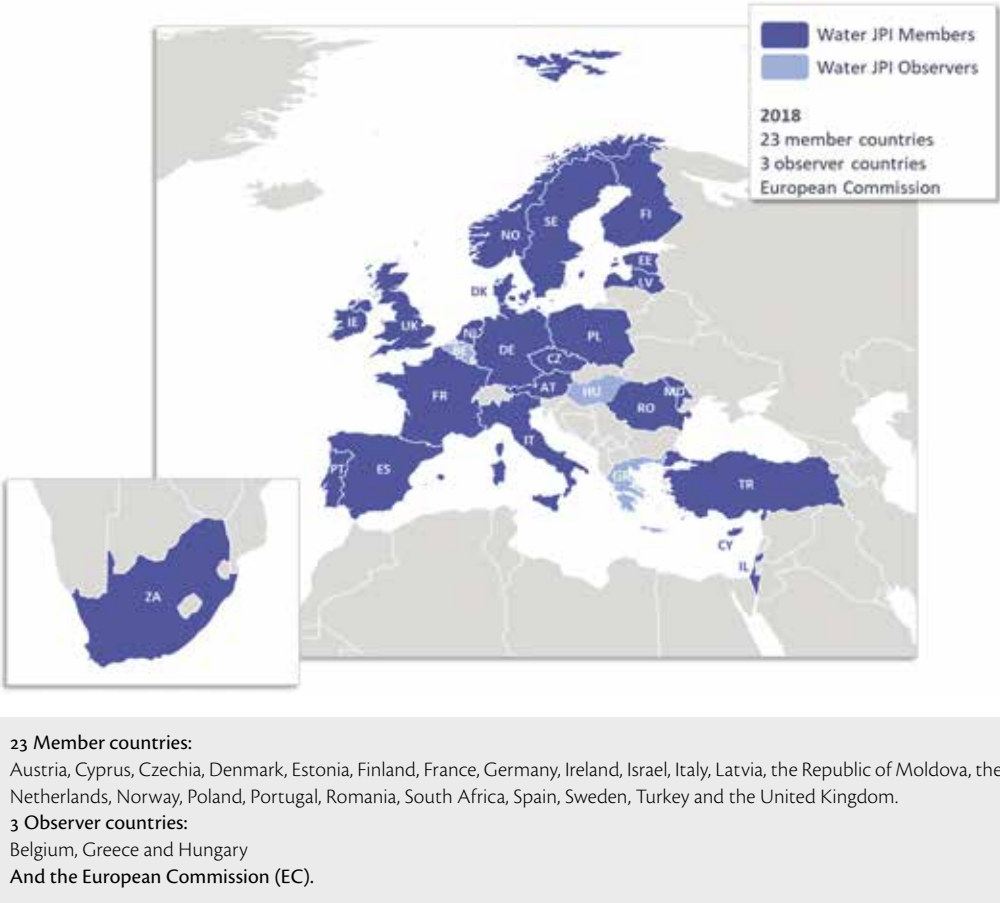 Water JPI Members
Water JPI Observers
2018
23 member countries
3 observer countries
European Commission
FI
SE
NO
EE
LV
DK
IE
UK
NL
BE
DE
PL
CZ
AT
HU
FR
MD
RO
IT
PT
ES
GR
TR
CY
IL
ZA
23 Member countries:
Austria, Cyprus, Czechia, Denmark, Estonia, Finland, France, Germany, Ireland, Israel, Italy, Latvia, the Republic of Moldova, the
Netherlands, Norway, Poland, Portugal, Romania, South Africa, Spain, Sweden, Turkey and the United Kingdom.
3 Observer countries:
Belgium, Greece and Hungary
And the European Commission (EC).